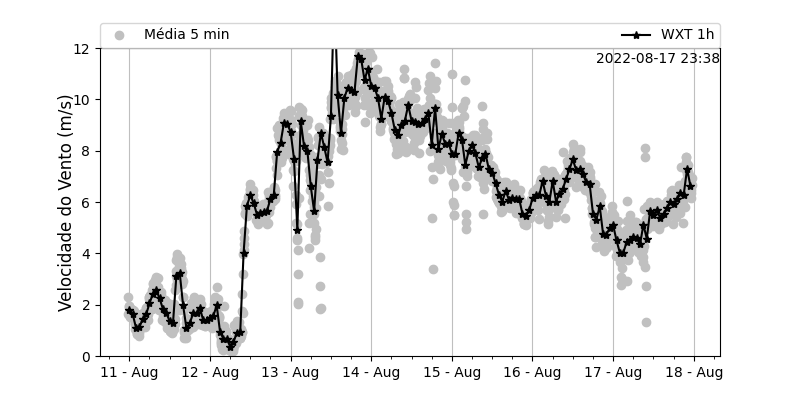 Média 5 min
WXT 1h
2022-08-17 23:38
Velocidade do Vento (m/s)
12
10
8
6
4
2
0
11 - Aug
12 - Aug
13 - Aug
14 - Aug
15 - Aug
16 - Aug
17 - Aug
18 - Aug